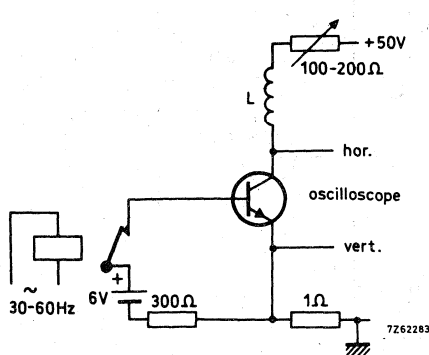 +50V
100-200Ω
L
hor.
oscilloscope
vert.
+
6V
300Ω
1Ω
~
30-60Hz
7Z62283